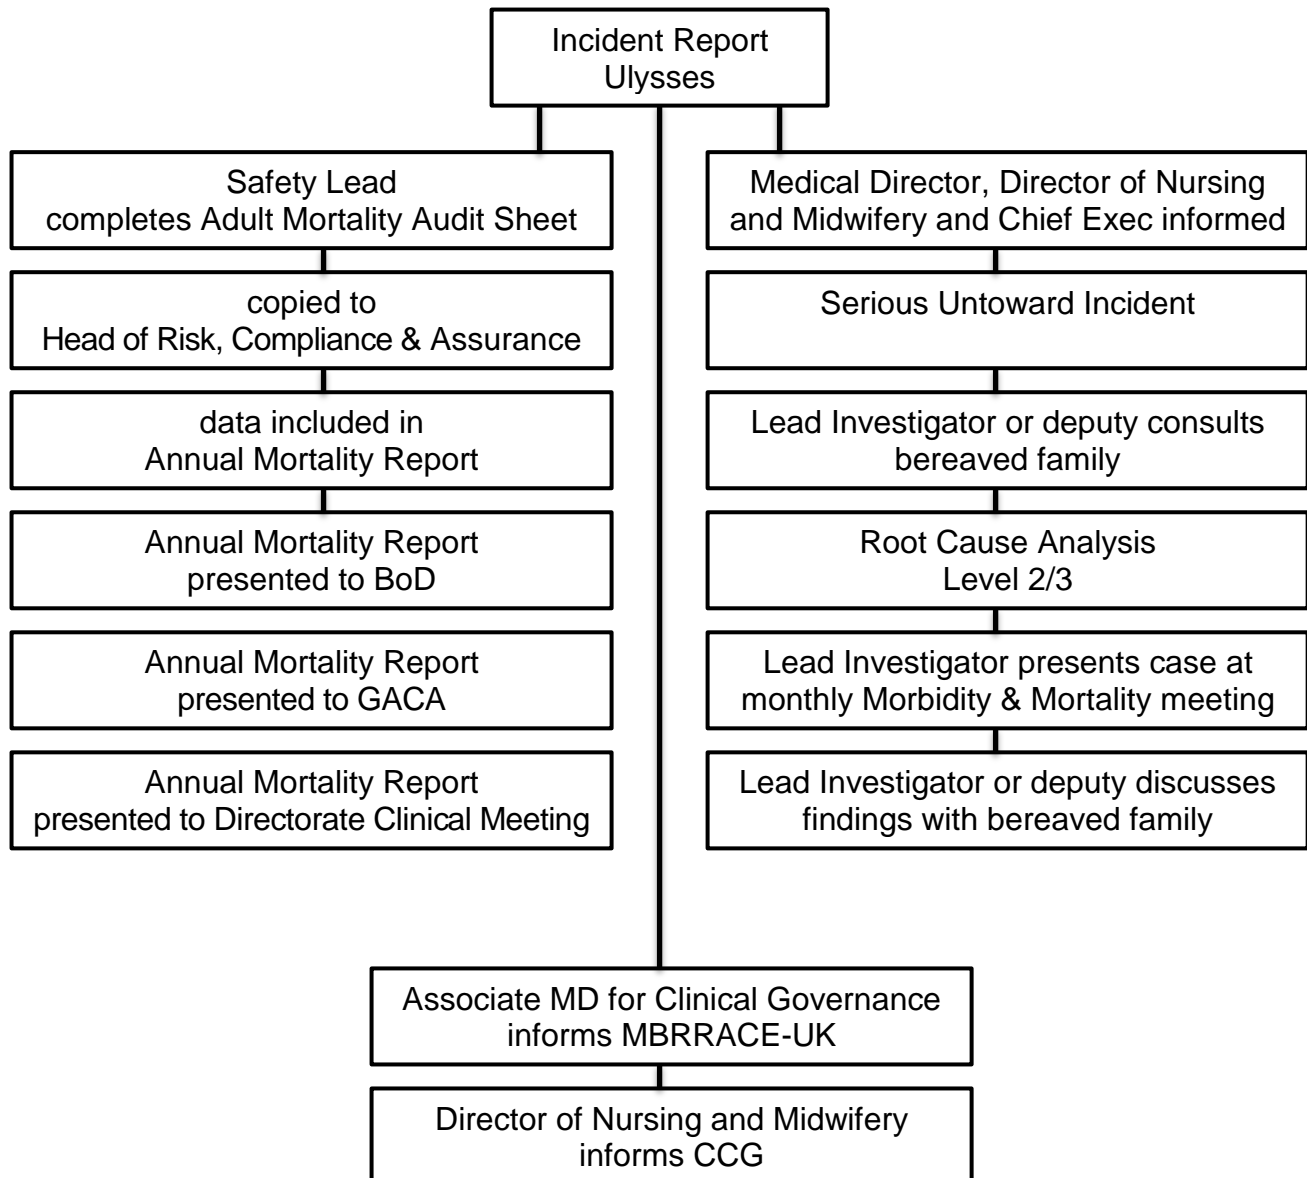 Incident Report
Ulysses
Safety Lead
completes Adult Mortality Audit Sheet
copied to
Head of Risk, Compliance & Assurance
data included in
Annual Mortality Report
Annual Mortality Report
presented to BoD
Annual Mortality Report
presented to GACA
Annual Mortality Report
presented to Directorate Clinical Meeting
Medical Director, Director of Nursing
and Midwifery and Chief Exec informed
Serious Untoward Incident
Lead Investigator or deputy consults
bereaved family
Root Cause Analysis
Level 2/3
Lead Investigator presents case at
monthly Morbidity & Mortality meeting
Lead Investigator or deputy discusses
findings with bereaved family
Associate MD for Clinical Governance
informs MBRRACE-UK
Director of Nursing and Midwifery
informs CCG